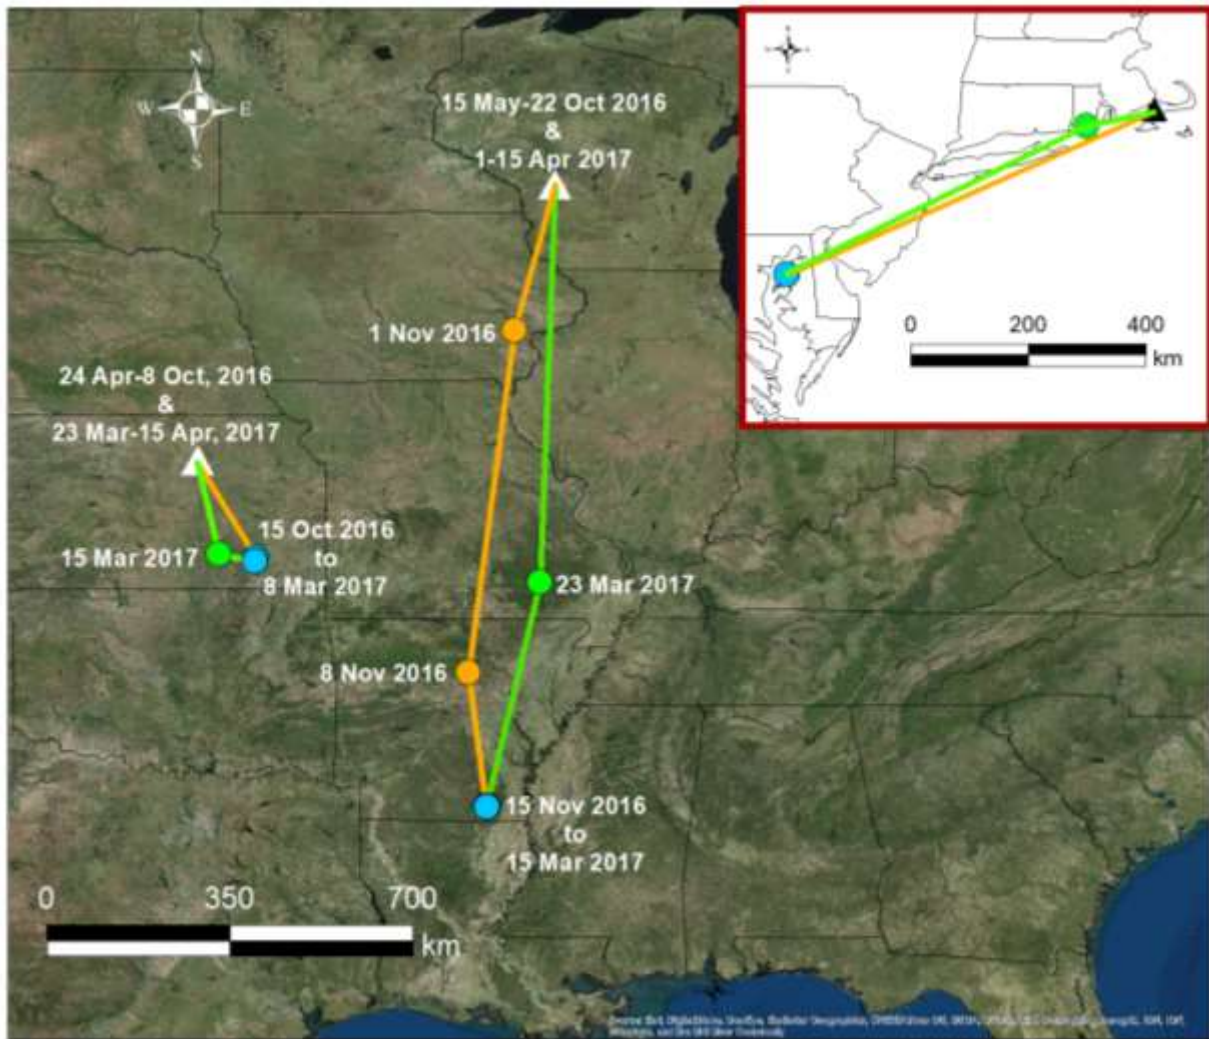 N
W E
S
15 May-22 Oct 2016
&
1-15 Apr 2017
1 Nov 2016
24 Apr-8 Oct, 2016
&
23 Mar-15 Apr, 2017
15 Oct 2016
to
8 Mar 2017
15 Mar 2017
23 Mar 2017
8 Nov 2016
15 Nov 2016
to
15 Mar 2017
0 350 700
km
0 200 400
km